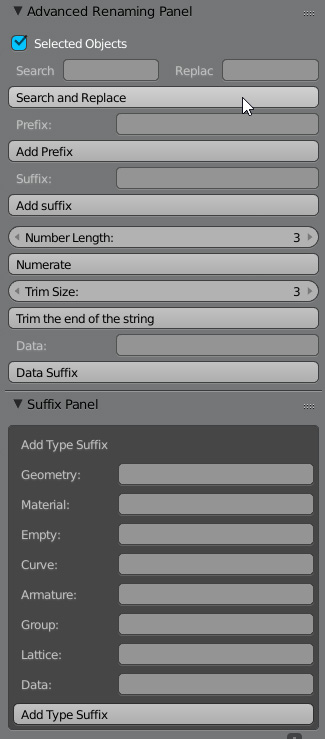 Advanced Renaming Panel
Selected Objects
Search Replac
Search and Replace
Prefix:
Add Prefix
Suffix:
Add suffix
Number Length: 3
Numerate
Trim Size: 3
Trim the end of the string
Data:
Data Suffix
Suffix Panel
Add Type Suffix
Geometry:
Material:
Empty:
Curve:
Armature:
Group:
Lattice:
Data:
Add Type Suffix